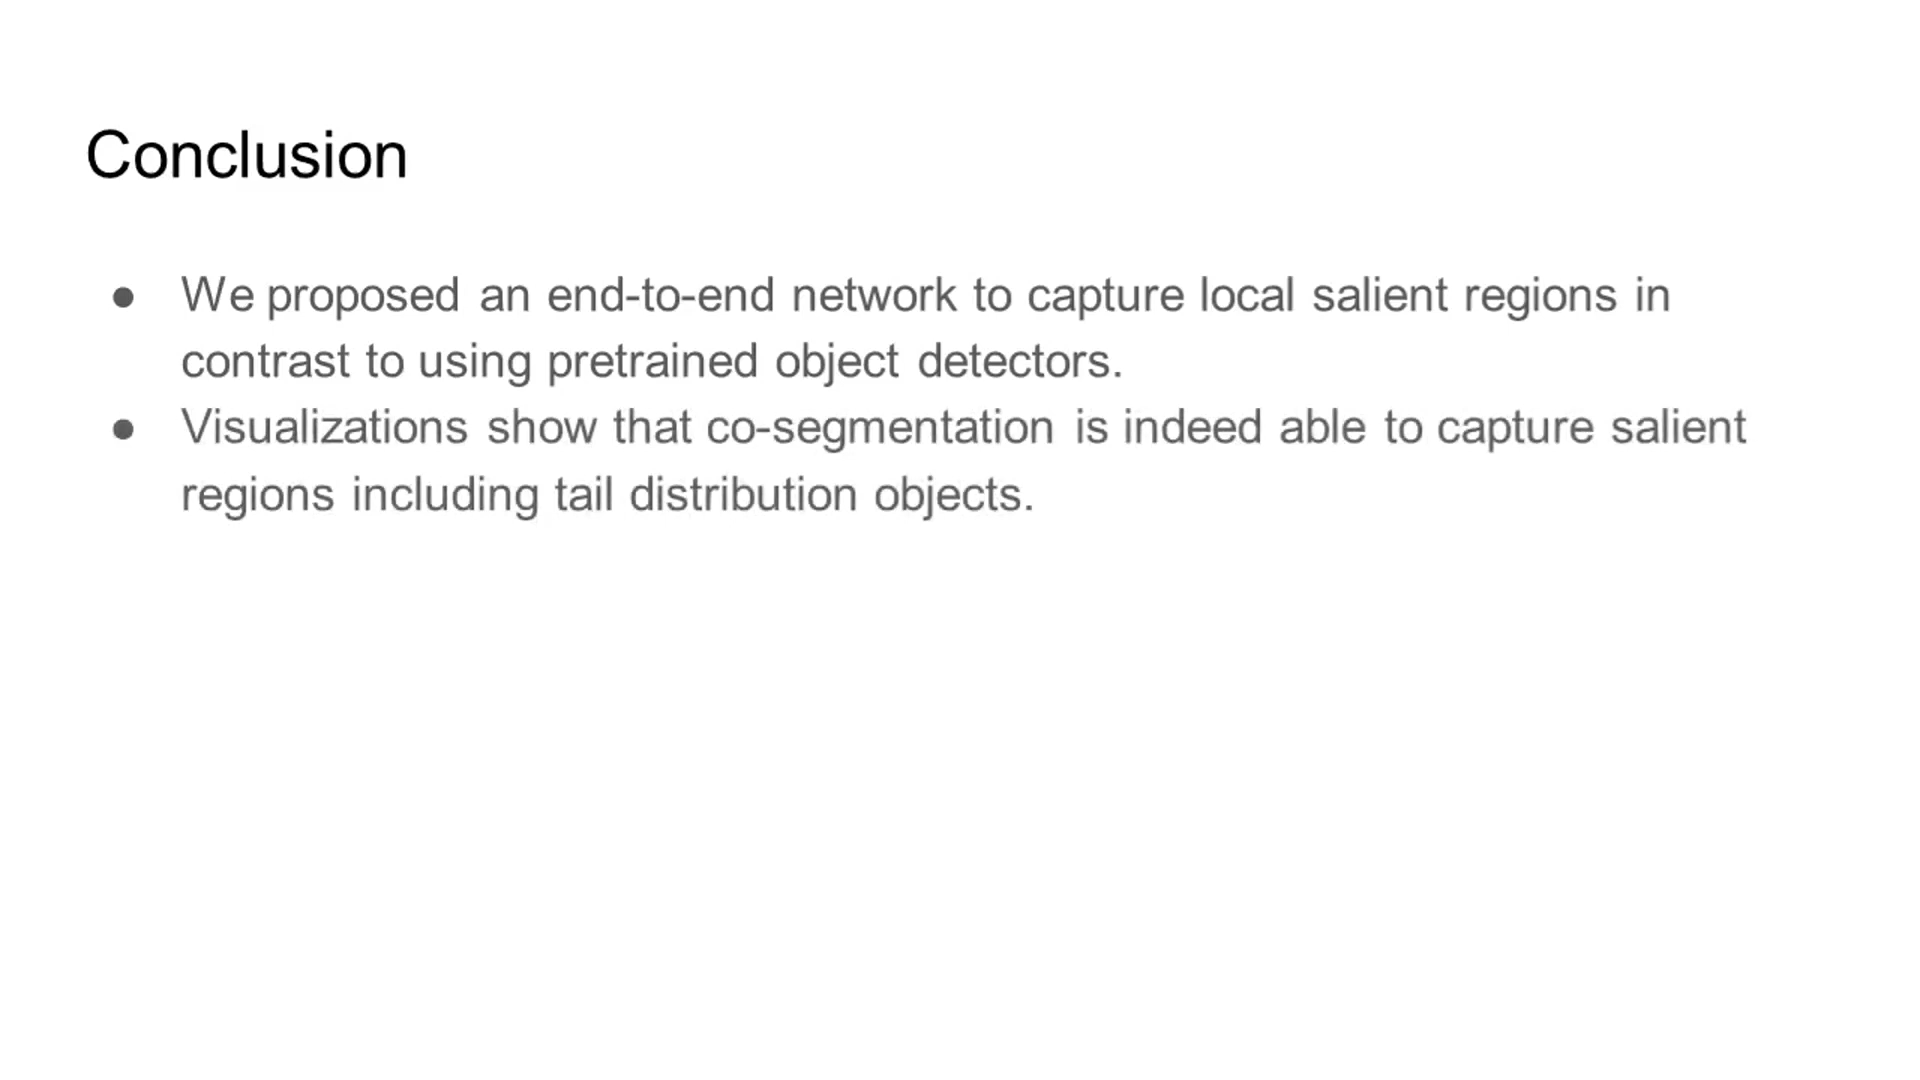 Conclusion
● We proposed an end-to-end network to capture local salient regions in
contrast to using pretrained object detectors.
● Visualizations show that co-segmentation is indeed able to capture salient
regions including tail distribution objects.